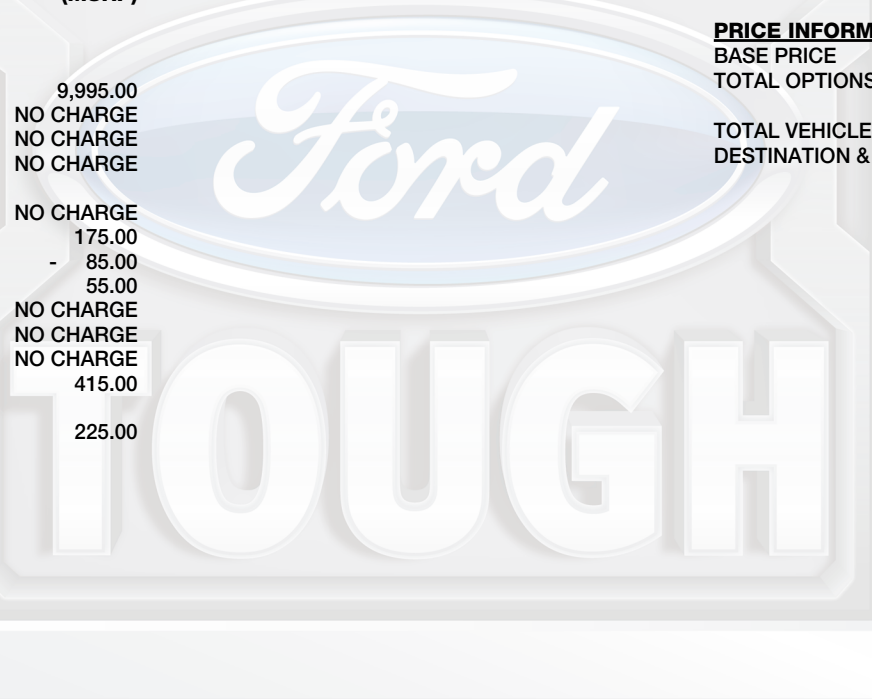 9,995.00
NO CHARGE
NO CHARGE
NO CHARGE
NO CHARGE
175.00
- 85.00
55.00
NO CHARGE
NO CHARGE
NO CHARGE
415.00
225.00
PRICE INFORM
BASE PRICE
TOTAL OPTIONS
TOTAL VEHICLE
DESTINATION &
Ford
TOUGH